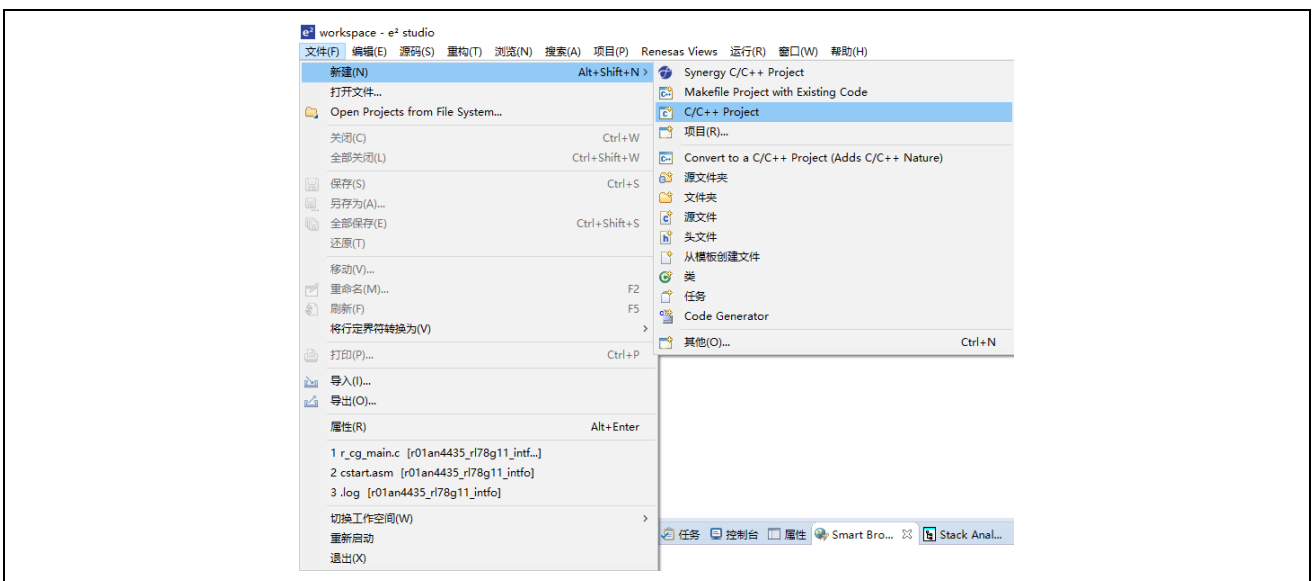 e² workspace - e² studio
文件(F) 编辑(E) 源码(S) 重构(T) 浏览(N) 搜索(A) 项目(P) Renesas Views 运行(R) 窗口(W) 帮助(H)
新建(N) Alt+Shift+N >
打开文件...
Open Projects from File System...
关闭(C) Ctrl+W
全部关闭(L) Ctrl+Shift+W
保存(S) Ctrl+S
另存为(A)...
全部保存(E) Ctrl+Shift+S
还原(T)
移动(V)...
重命名(M)... F2
刷新(F) F5
将行定界符转换为(V) >
打印(P)... Ctrl+P
导入(I)...
导出(O)...
属性(R) Alt+Enter
1 r_cg_main.c [r01an4435_rl78g11_intf...]
2 cstart.asm [r01an4435_rl78g11_intfo]
3 .log [r01an4435_rl78g11_intfo]
切换工作空间(W) >
重新启动
退出(X)
Synergy C/C++ Project
Makefile Project with Existing Code
C/C++ Project
项目(R)...
Convert to a C/C++ Project (Adds C/C++ Nature)
源文件夹
文件夹
源文件
头文件
从模板创建文件
类
任务
Code Generator
其他(O)... Ctrl+N
任务 控制台 属性 Smart Bro... Stack Anal...